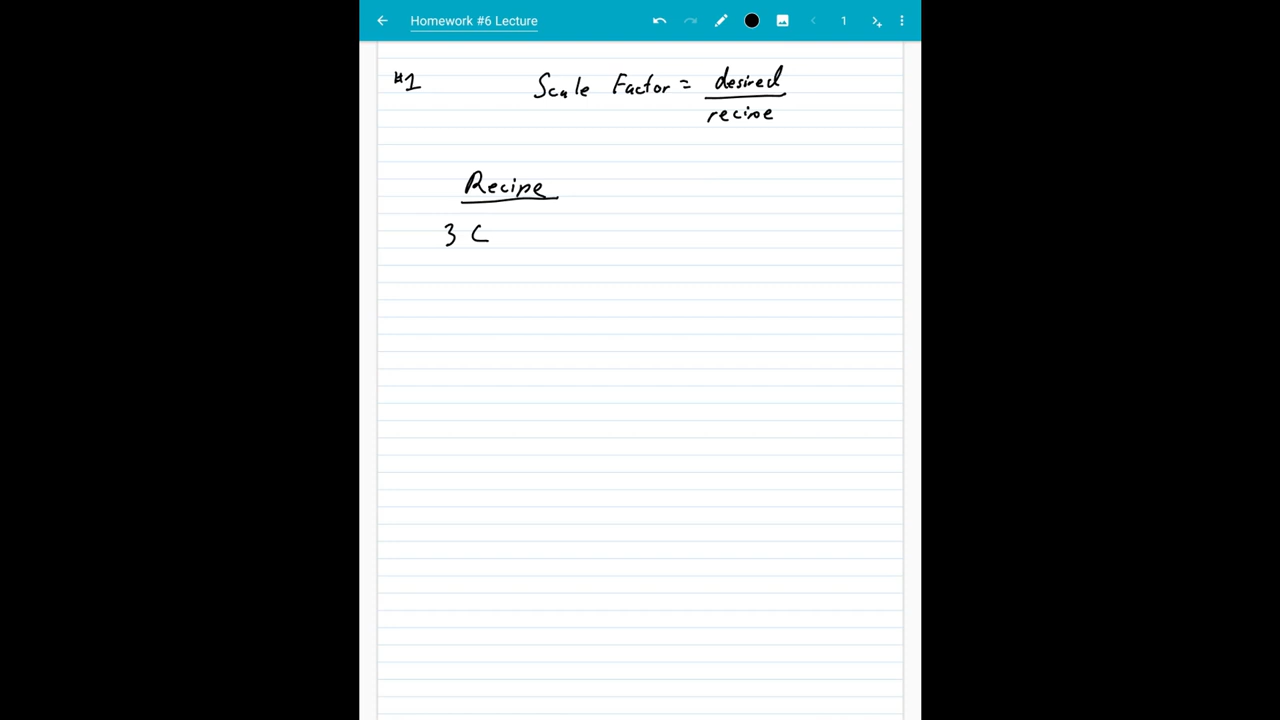 Homework #6 Lecture
1
#1 Scale Factor = desired
recipe
Recipe
3 C